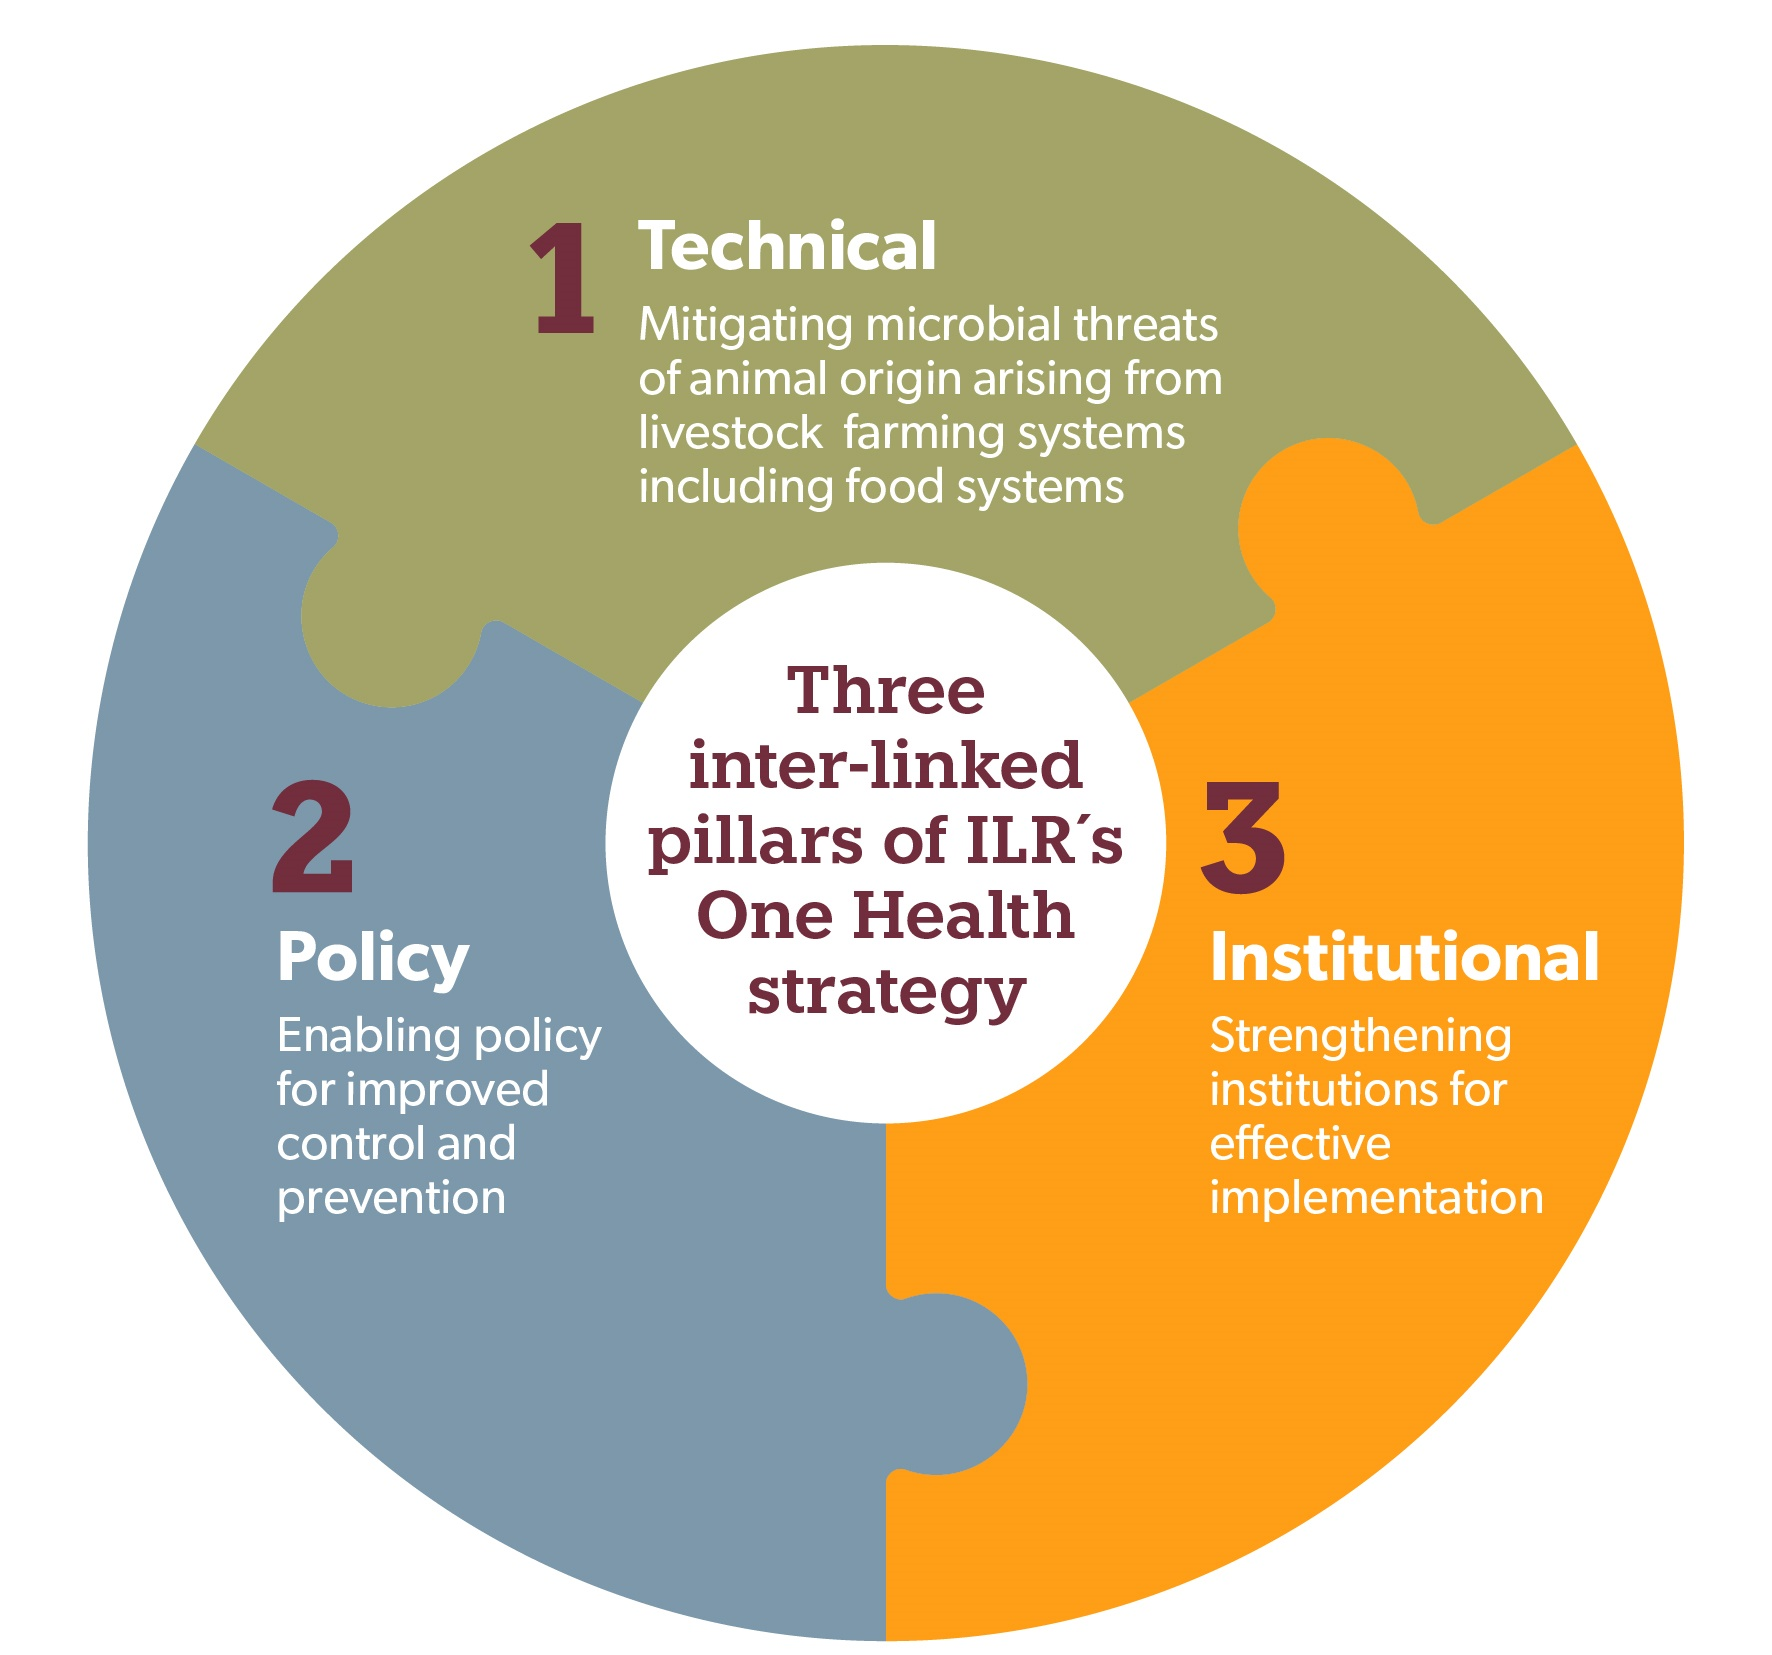 1
Technical
Mitigating microbial threats
of animal origin arising from
livestock farming systems
including food systems
Three
inter-linked
pillars of ILR´s
One Health
strategy
2
Policy
Enabling policy
for improved
control and
prevention
3
Institutional
Strengthening
institutions for
effective
implementation